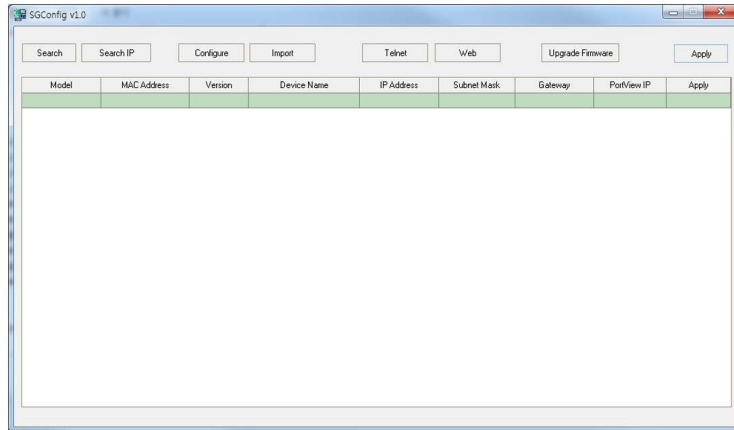 SGConfig v1.0
Search Search IP Configure Import Telnet Web Upgrade Firmware Apply
Model MAC Address Version Device Name IP Address Subnet Mask Gateway PortView IP Apply